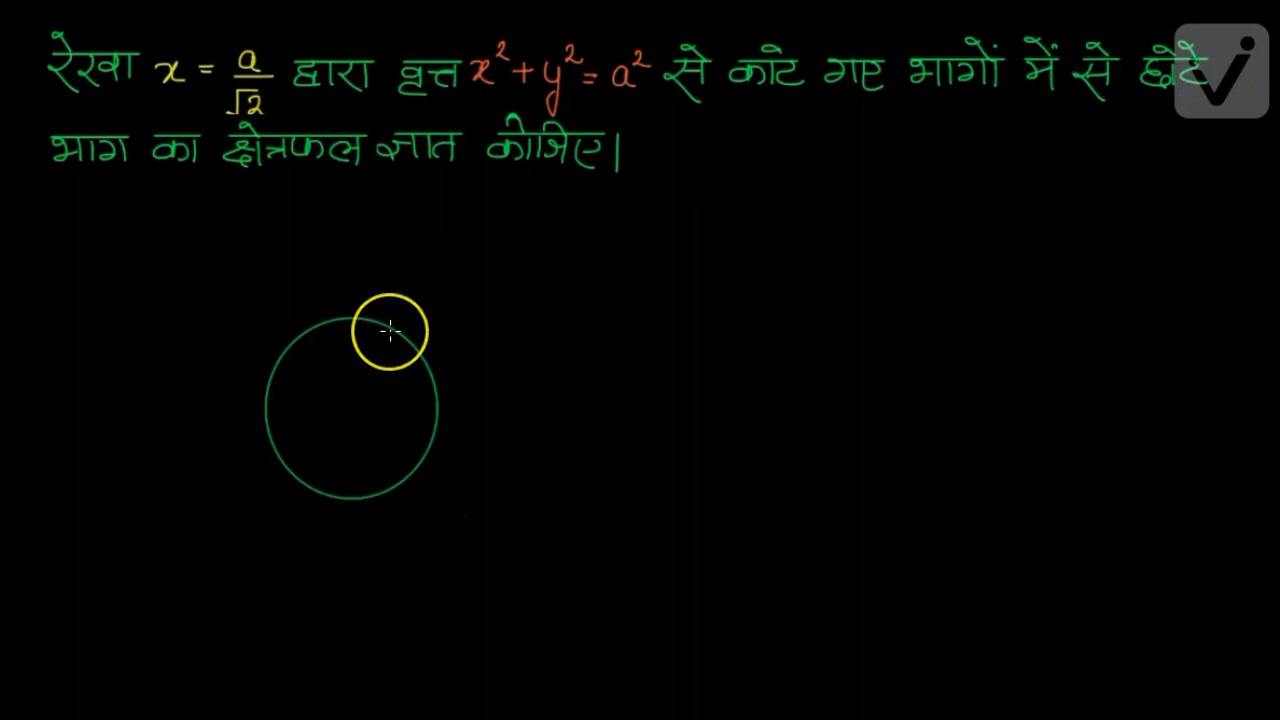 रेखा x = a/√2 द्वारा वृत्त x² + y² = a² से काटे गए भागों में से छोटे
भाग का क्षेत्रफल ज्ञात कीजिए।